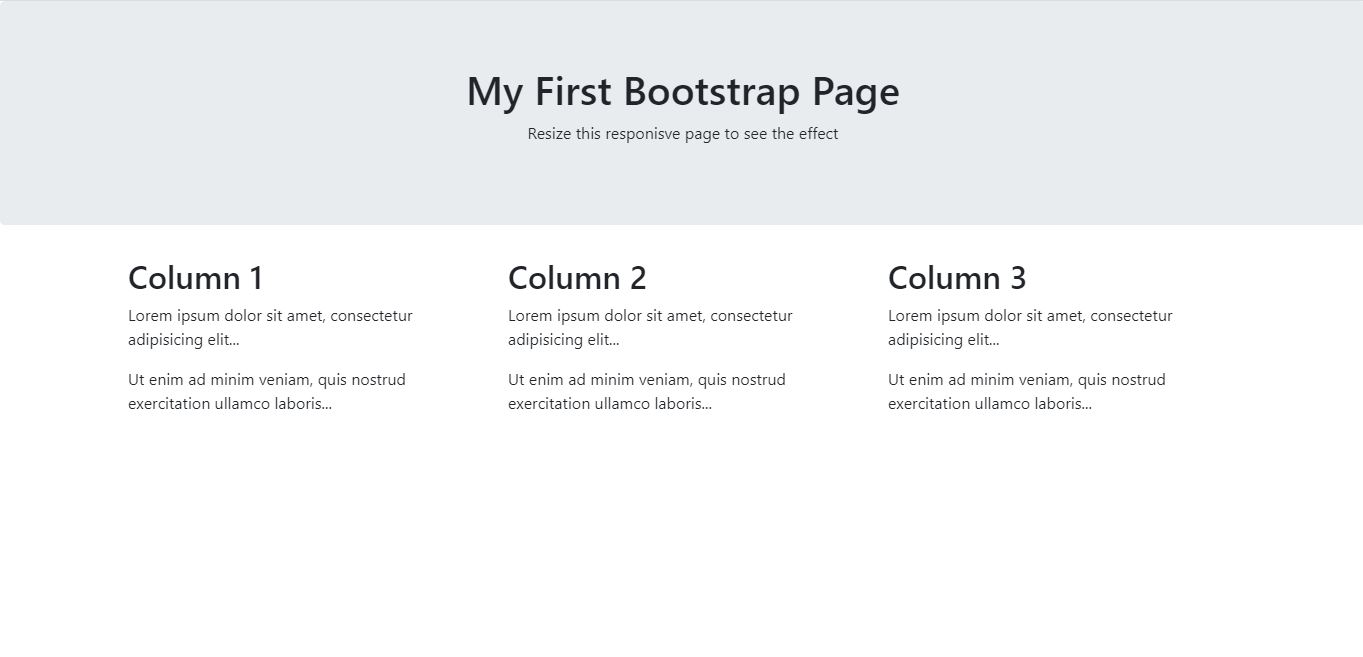 My First Bootstrap Page
Resize this responisve page to see the effect
Column 1
Lorem ipsum dolor sit amet, consectetur
adipisicing elit...
Ut enim ad minim veniam, quis nostrud
exercitation ullamco laboris...
Column 2
Lorem ipsum dolor sit amet, consectetur
adipisicing elit...
Ut enim ad minim veniam, quis nostrud
exercitation ullamco laboris...
Column 3
Lorem ipsum dolor sit amet, consectetur
adipisicing elit...
Ut enim ad minim veniam, quis nostrud
exercitation ullamco laboris...